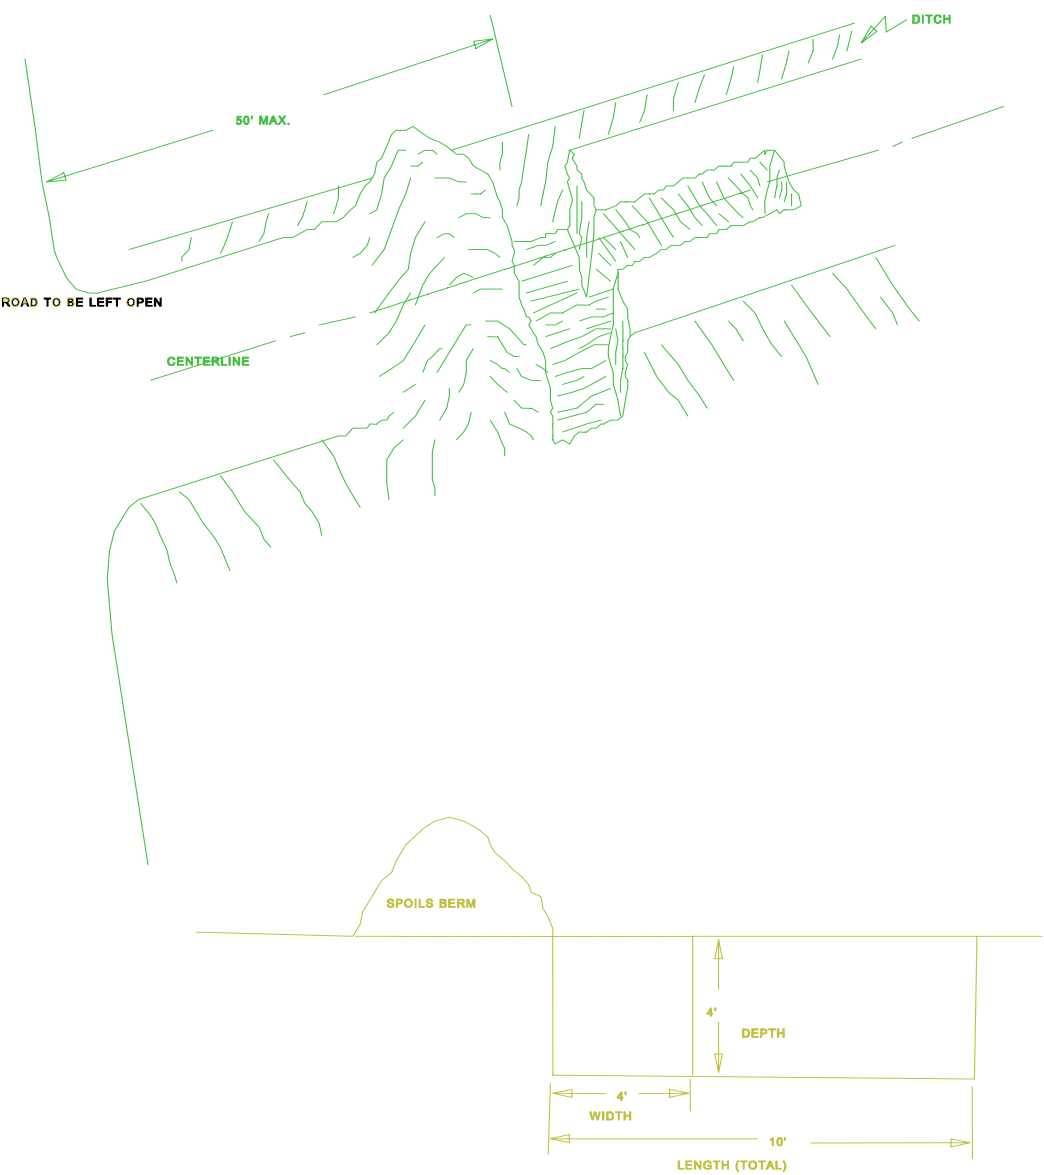 DITCH
50' MAX.
ROAD TO BE LEFT OPEN
CENTERLINE
SPOILS BERM
4'
DEPTH
4'
WIDTH
10'
LENGTH (TOTAL)